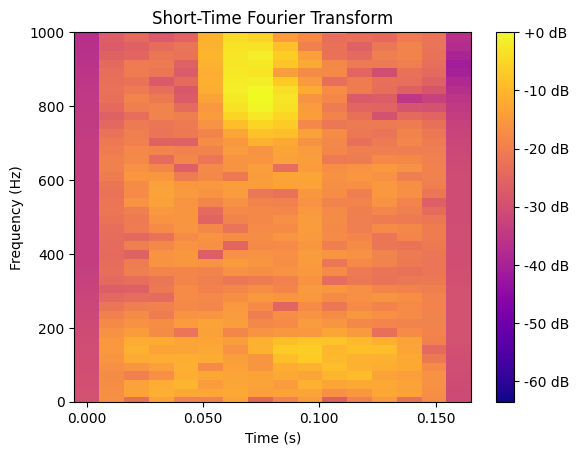 Short-Time Fourier Transform
1000
800
600
400
200
0
Frequency (Hz)
0.000
0.050
0.100
0.150
Time (s)
+0 dB
-10 dB
-20 dB
-30 dB
-40 dB
-50 dB
-60 dB